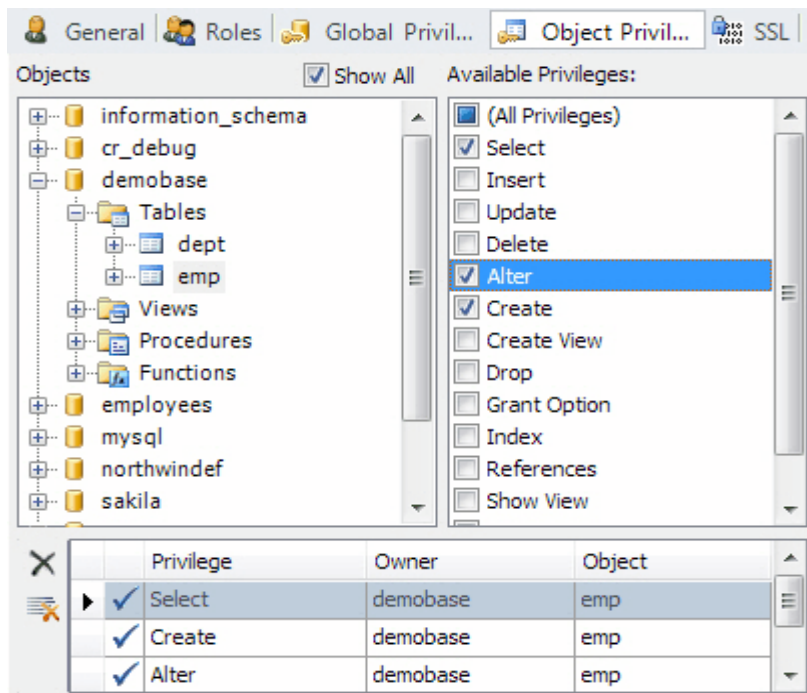 General Roles Global Privil... Object Privil... SSL
Objects Show All Available Privileges:
information_schema
cr_debug
demobase
Tables
dept
emp
Views
Procedures
Functions
employees
mysql
northwindef
sakila
(All Privileges)
Select
Insert
Update
Delete
Alter
Create
Create View
Drop
Grant Option
Index
References
Show View
Privilege Owner Object
Select demobase emp
Create demobase emp
Alter demobase emp